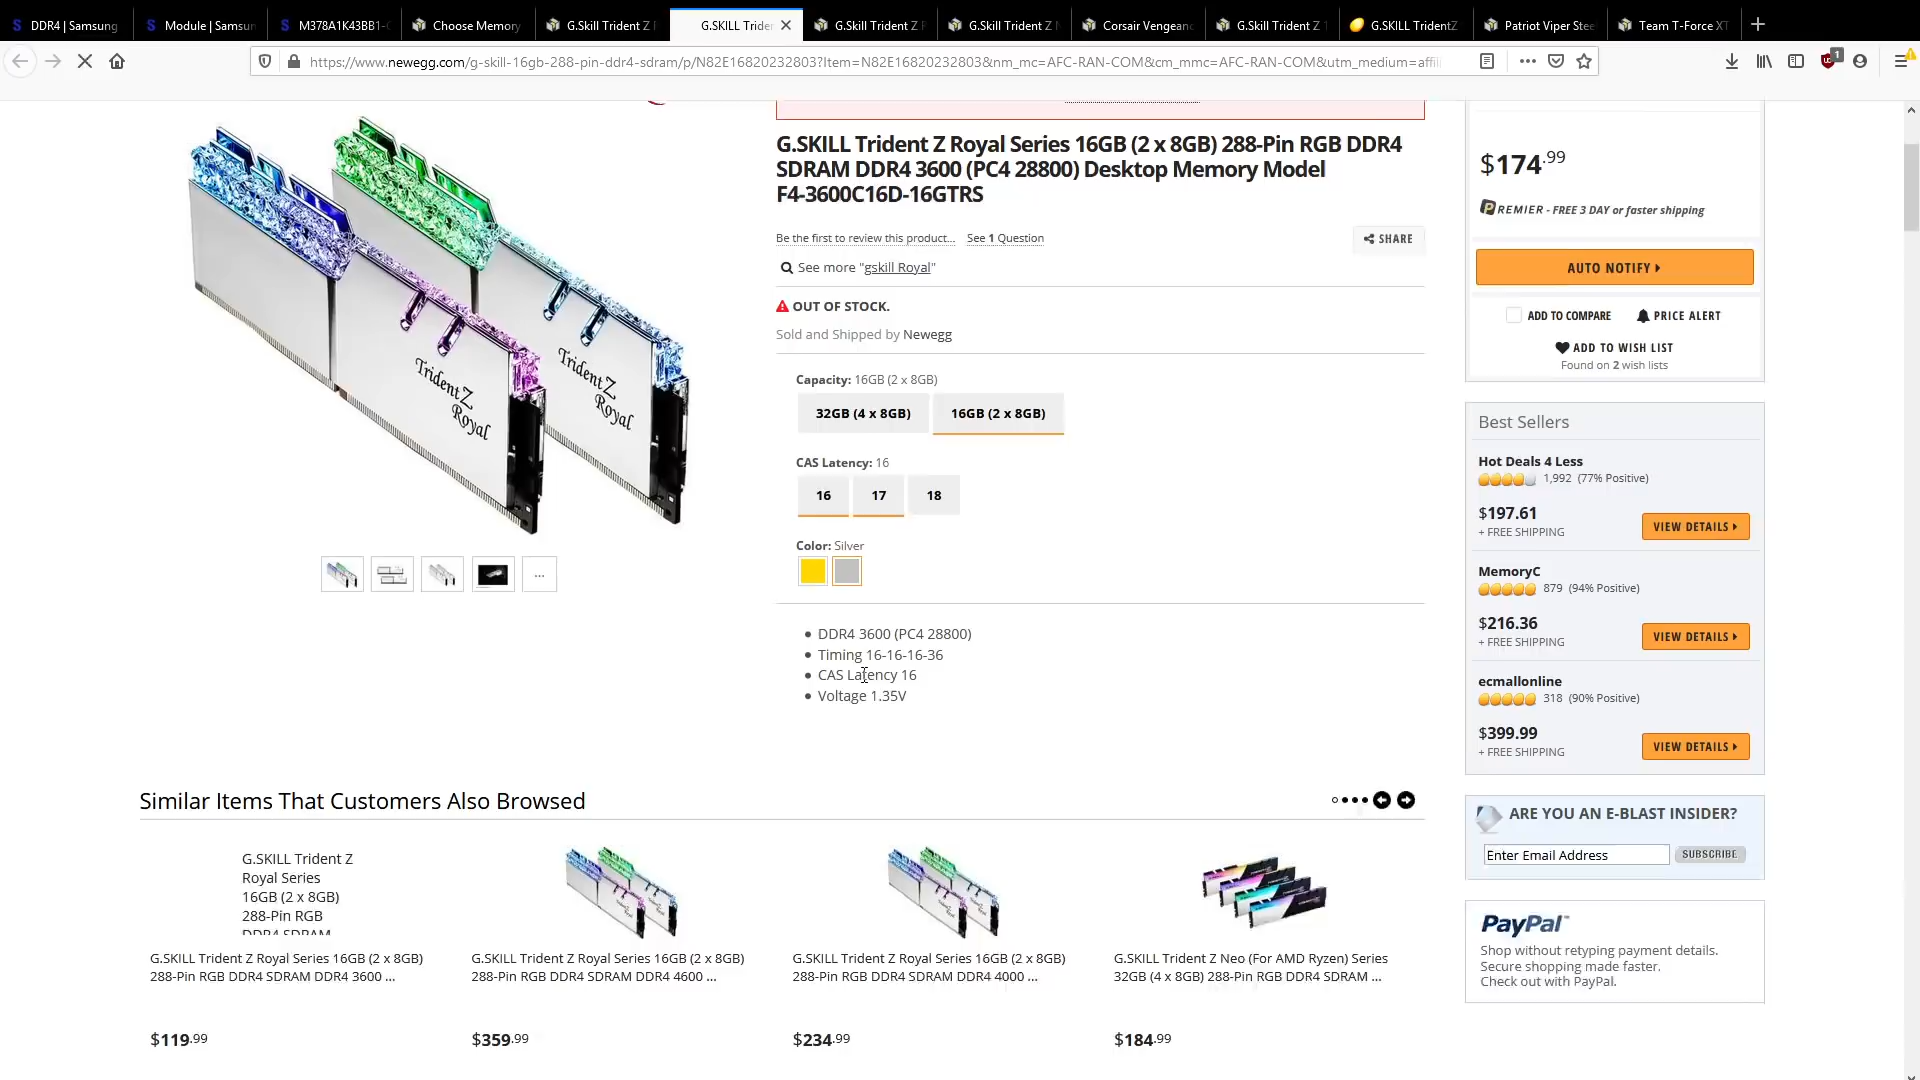 DDR4 | Samsung
Module | Samsun
M378A1K43BB1-C
Choose Memory
G.Skill Trident Z
G.SKILL Tride
G.Skill Trident Z
G.Skill Trident Z
Corsair Vengeanc
G.Skill Trident Z
G.SKILL TridentZ
Patriot Viper Stee
Team T-Force XT
https://www.newegg.com/g-skill-16gb-288-pin-ddr4-sdram/p/N82E16820232803?Item=N82E16820232803&nm_mc=AFC-RAN-COM&cm_mmc=AFC-RAN-COM&utm_medium=affil
1
G.SKILL Trident Z Royal Series 16GB (2 x 8GB) 288-Pin RGB DDR4
SDRAM DDR4 3600 (PC4 28800) Desktop Memory Model
F4-3600C16D-16GTRS
Be the first to review this product... See 1 Question
SHARE
See more "gskill Royal"
OUT OF STOCK.
Sold and Shipped by Newegg
Capacity: 16GB (2 x 8GB)
32GB (4 x 8GB)
16GB (2 x 8GB)
CAS Latency: 16
16
17
18
Color: Silver
DDR4 3600 (PC4 28800)
Timing 16-16-16-36
CAS Latency 16
Voltage 1.35V
Trident Z
Royal
Trident Z
Royal
...
$174.99
PREMIER - FREE 3 DAY or faster shipping
AUTO NOTIFY
ADD TO COMPARE
PRICE ALERT
ADD TO WISH LIST
Found on 2 wish lists
Best Sellers
Hot Deals 4 Less
1,992 (77% Positive)
$197.61
+ FREE SHIPPING
VIEW DETAILS
MemoryC
879 (94% Positive)
$216.36
+ FREE SHIPPING
VIEW DETAILS
ecmallonline
318 (90% Positive)
$399.99
+ FREE SHIPPING
VIEW DETAILS
ARE YOU AN E-BLAST INSIDER?
Enter Email Address
SUBSCRIBE
PayPal
Shop without retyping payment details.
Secure shopping made faster.
Check out with PayPal.
Similar Items That Customers Also Browsed
G.SKILL Trident Z
Royal Series
16GB (2 x 8GB)
288-Pin RGB
DDR4 SDRAM
G.SKILL Trident Z Royal Series 16GB (2 x 8GB)
288-Pin RGB DDR4 SDRAM DDR4 3600 ...
$119.99
G.SKILL Trident Z Royal Series 16GB (2 x 8GB)
288-Pin RGB DDR4 SDRAM DDR4 4600 ...
$359.99
G.SKILL Trident Z Royal Series 16GB (2 x 8GB)
288-Pin RGB DDR4 SDRAM DDR4 4000 ...
$234.99
G.SKILL Trident Z Neo (For AMD Ryzen) Series
32GB (4 x 8GB) 288-Pin RGB DDR4 SDRAM ...
$184.99